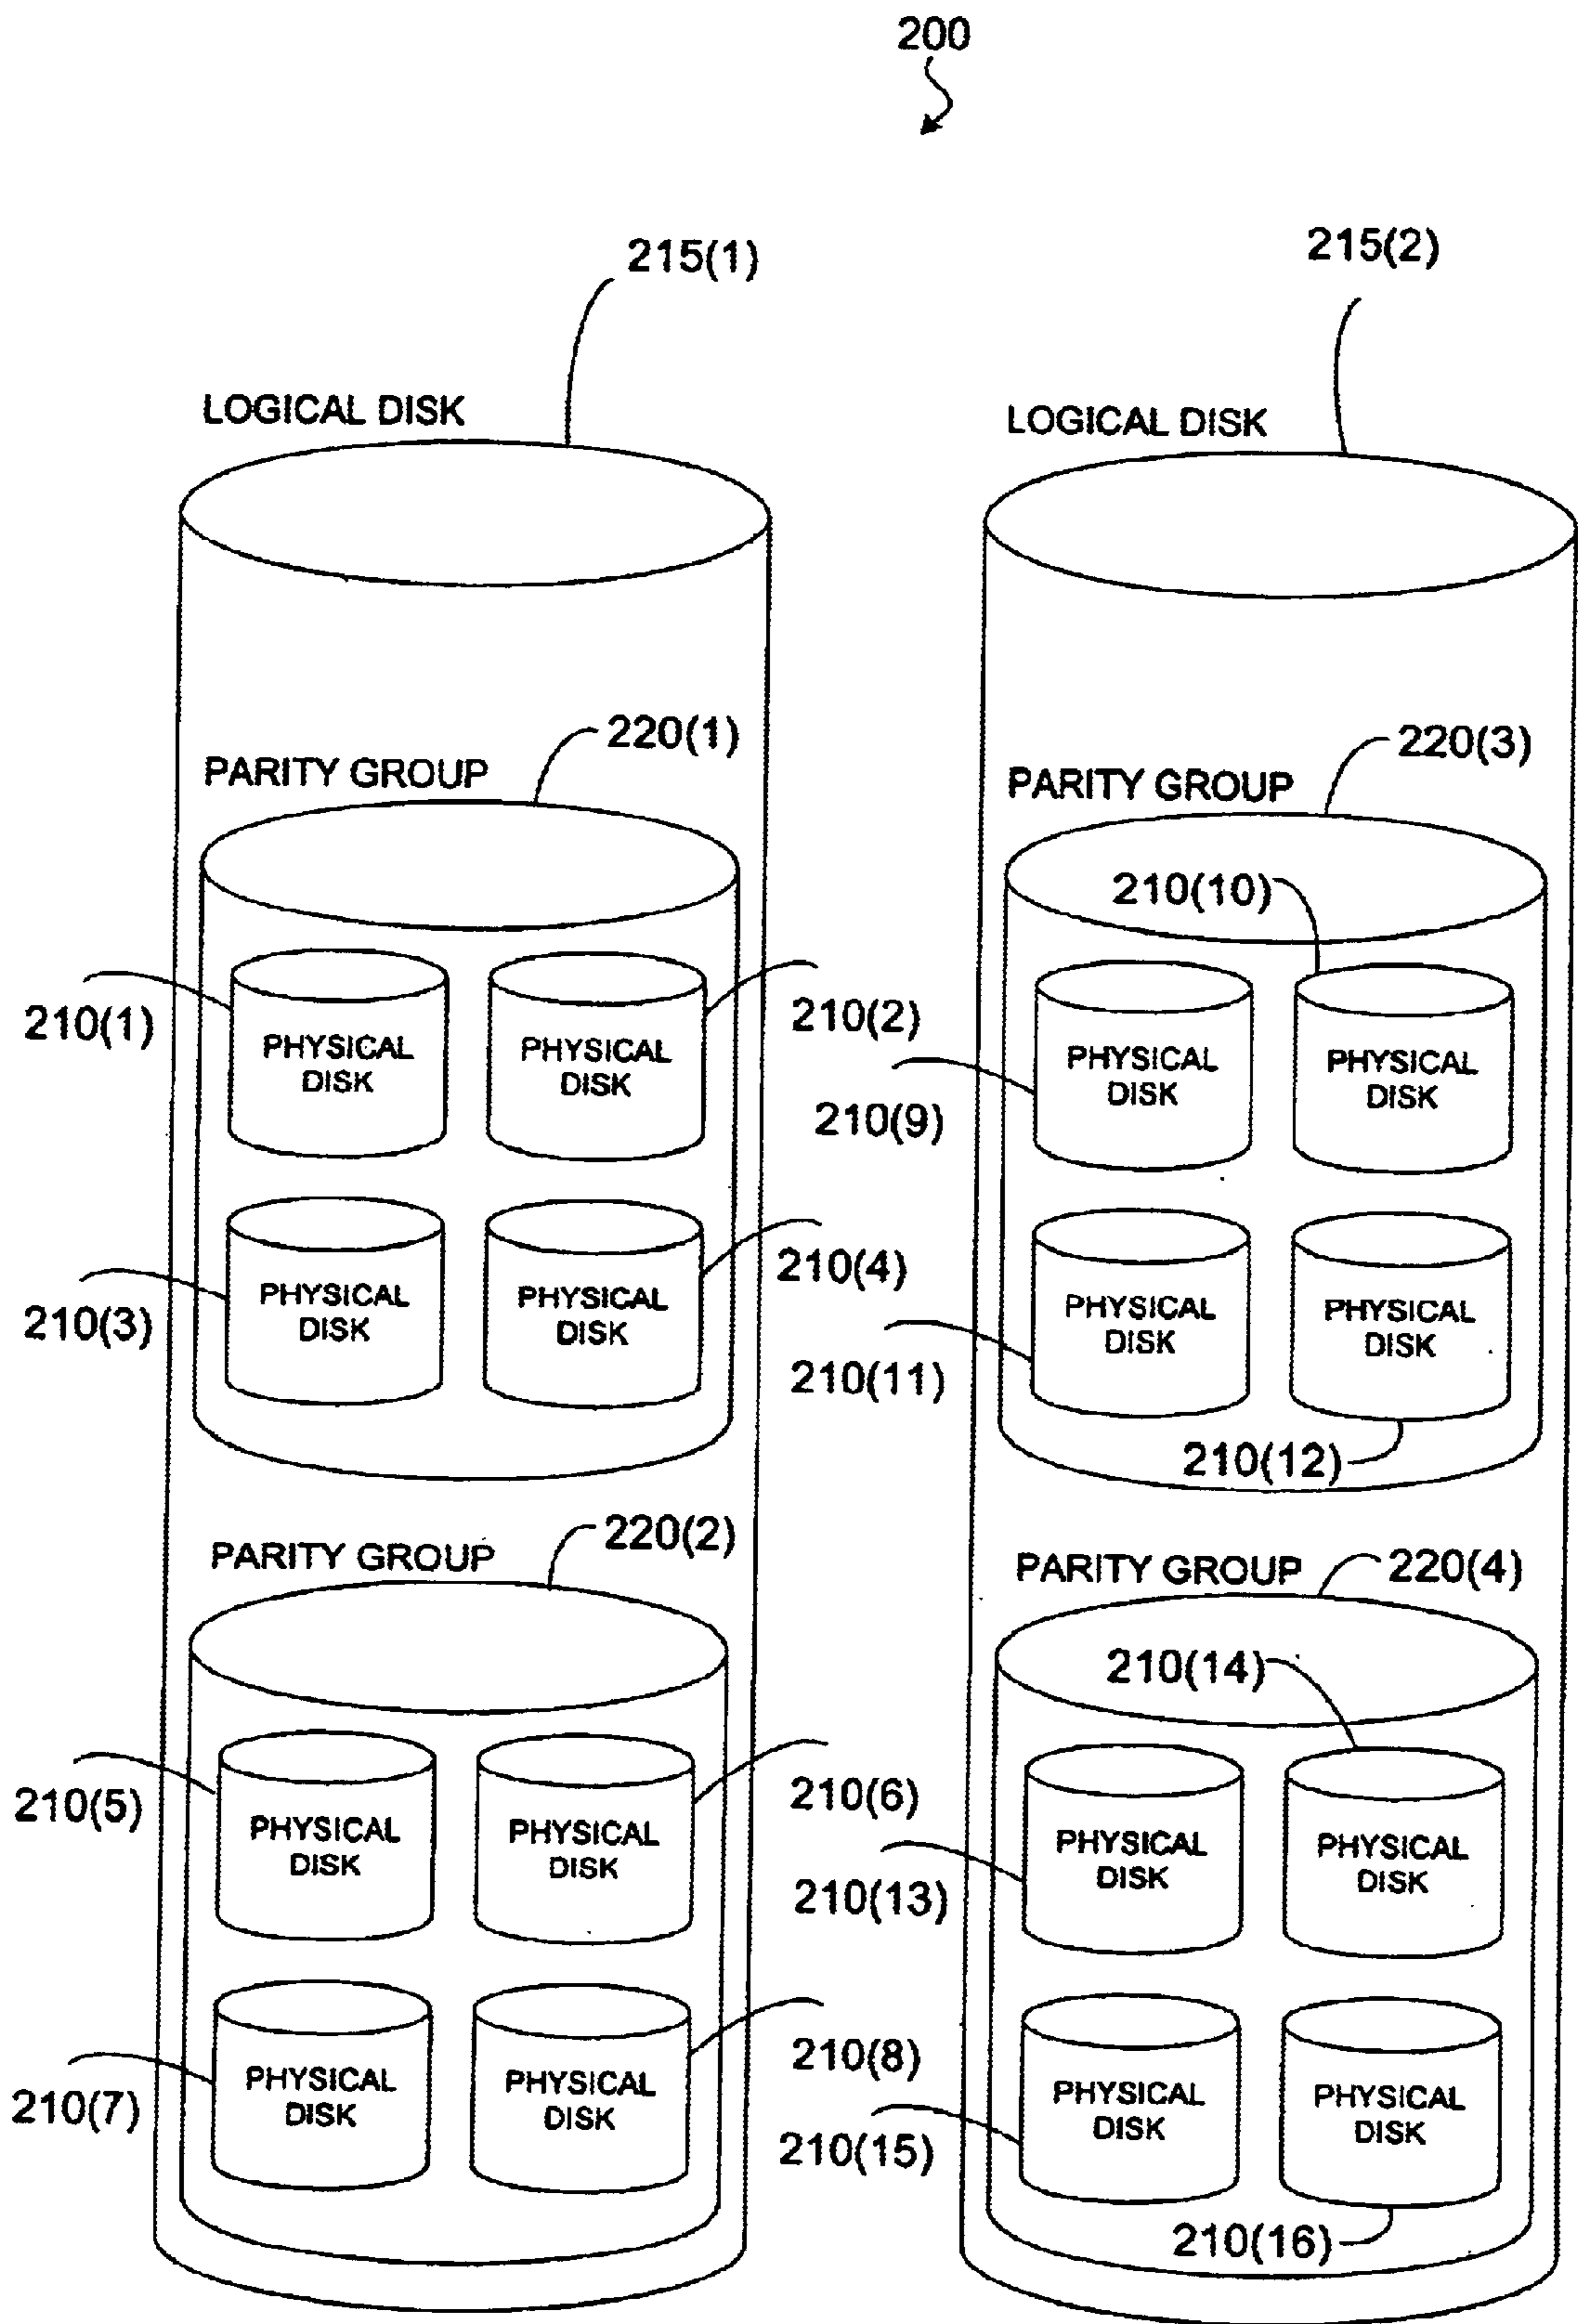 200
215(1)
215(2)
LOGICAL DISK
LOGICAL DISK
220(1)
PARITY GROUP
220(3)
PARITY GROUP
210(10)
210(1)
PHYSICAL
DISK
PHYSICAL
DISK
210(2)
210(9)
PHYSICAL
DISK
PHYSICAL
DISK
210(3)
PHYSICAL
DISK
PHYSICAL
DISK
210(4)
210(11)
PHYSICAL
DISK
PHYSICAL
DISK
210(12)
220(2)
PARITY GROUP
220(4)
PARITY GROUP
210(14)
210(5)
PHYSICAL
DISK
PHYSICAL
DISK
210(6)
210(13)
PHYSICAL
DISK
PHYSICAL
DISK
210(7)
PHYSICAL
DISK
PHYSICAL
DISK
210(8)
210(15)
PHYSICAL
DISK
PHYSICAL
DISK
210(16)